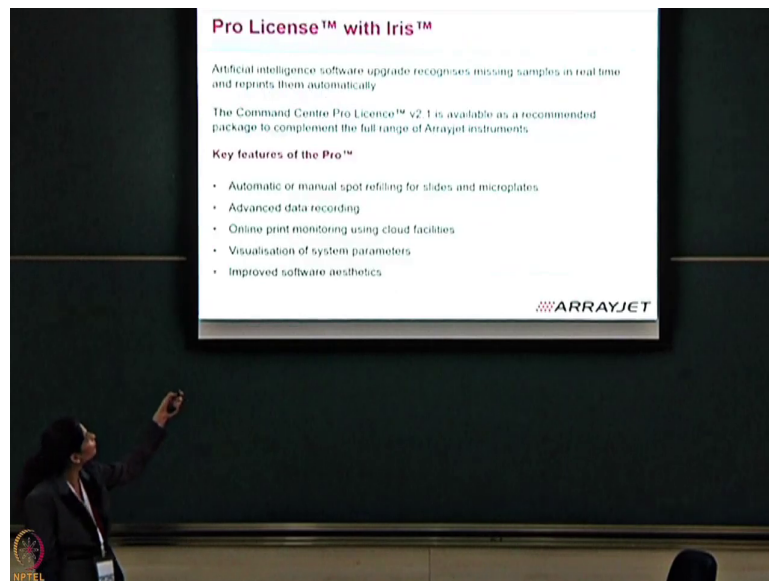 Pro License™ with Iris™
Artificial intelligence software upgrade recognises missing samples in real time
and reprints them automatically
The Command Centre Pro Licence™ v2.1 is available as a recommended
package to complement the full range of Arrayjet instruments
Key features of the Pro™
• Automatic or manual spot refilling for slides and microplates
• Advanced data recording
• Online print monitoring using cloud facilities
• Visualisation of system parameters
• Improved software aesthetics
ARRAYJET
NPTEL